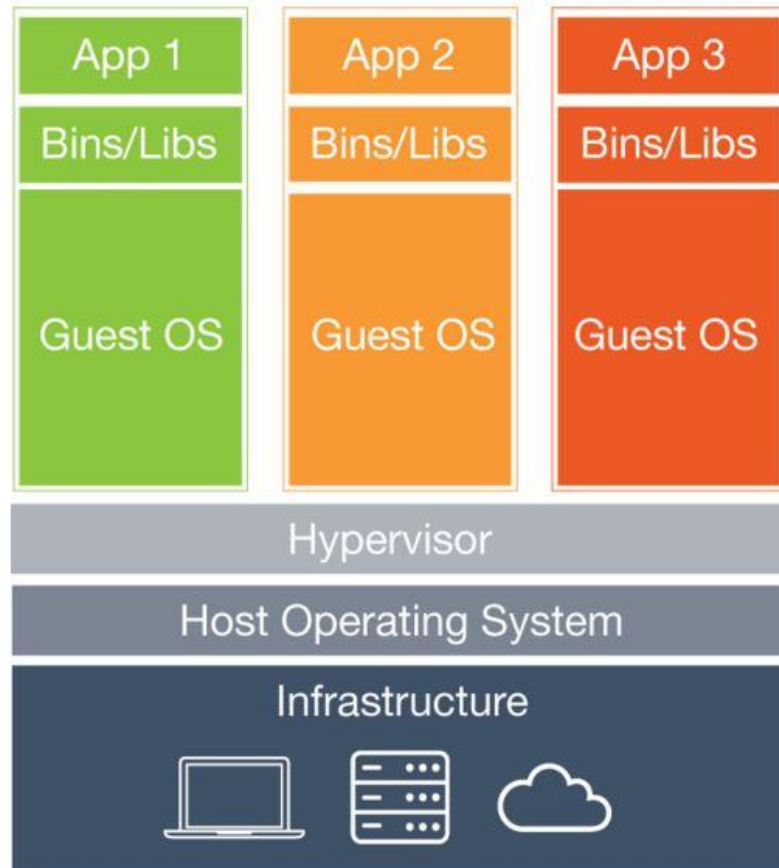 App 1
App 2
App 3
Bins/Libs
Bins/Libs
Bins/Libs
Guest OS
Guest OS
Guest OS
Hypervisor
Host Operating System
Infrastructure